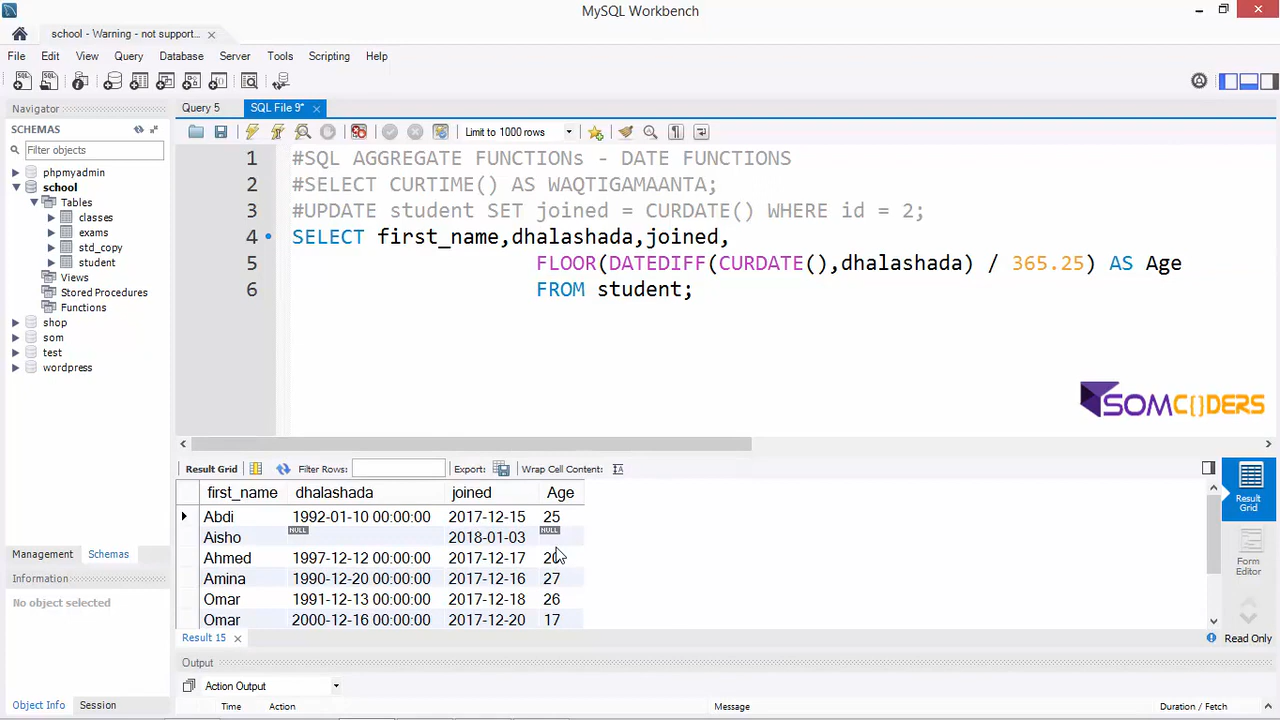 MySQL Workbench
school - Warning - not support...
File Edit View Query Database Server Tools Scripting Help
Navigator
SCHEMAS
Filter objects
phpmyadmin
school
Tables
classes
exams
std_copy
student
Views
Stored Procedures
Functions
shop
som
test
wordpress
Management Schemas
Information
No object selected
Object Info Session
Query 5 SQL File 9*
Limit to 1000 rows
1 #SQL AGGREGATE FUNCTIONs - DATE FUNCTIONS
2 #SELECT CURTIME() AS WAQTIGAMAANTA;
3 #UPDATE student SET joined = CURDATE() WHERE id = 2;
4 SELECT first_name,dhalashada,joined,
5 FLOOR(DATEDIFF(CURDATE(),dhalashada) / 365.25) AS Age
6 FROM student;
SOMC{}DERS
Result Grid Filter Rows: Export: Wrap Cell Content:
first_name dhalashada joined Age
Abdi 1992-01-10 00:00:00 2017-12-15 25
Aisho NULL 2018-01-03 NULL
Ahmed 1997-12-12 00:00:00 2017-12-17
Amina 1990-12-20 00:00:00 2017-12-16 27
Omar 1991-12-13 00:00:00 2017-12-18 26
Omar 2000-12-16 00:00:00 2017-12-20 17
Result Grid
Form Editor
Result 15 Read Only
Output
Action Output
Time Action Message Duration / Fetch